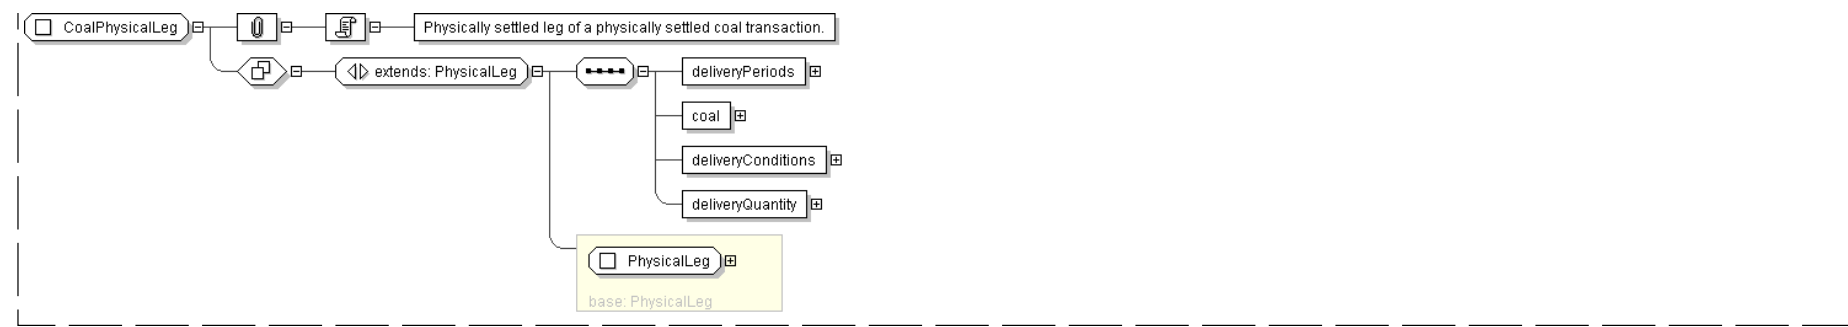 CoalPhysicalLeg
Physically settled leg of a physically settled coal transaction.
extends: PhysicalLeg
deliveryPeriods
coal
deliveryConditions
deliveryQuantity
PhysicalLeg
base: PhysicalLeg